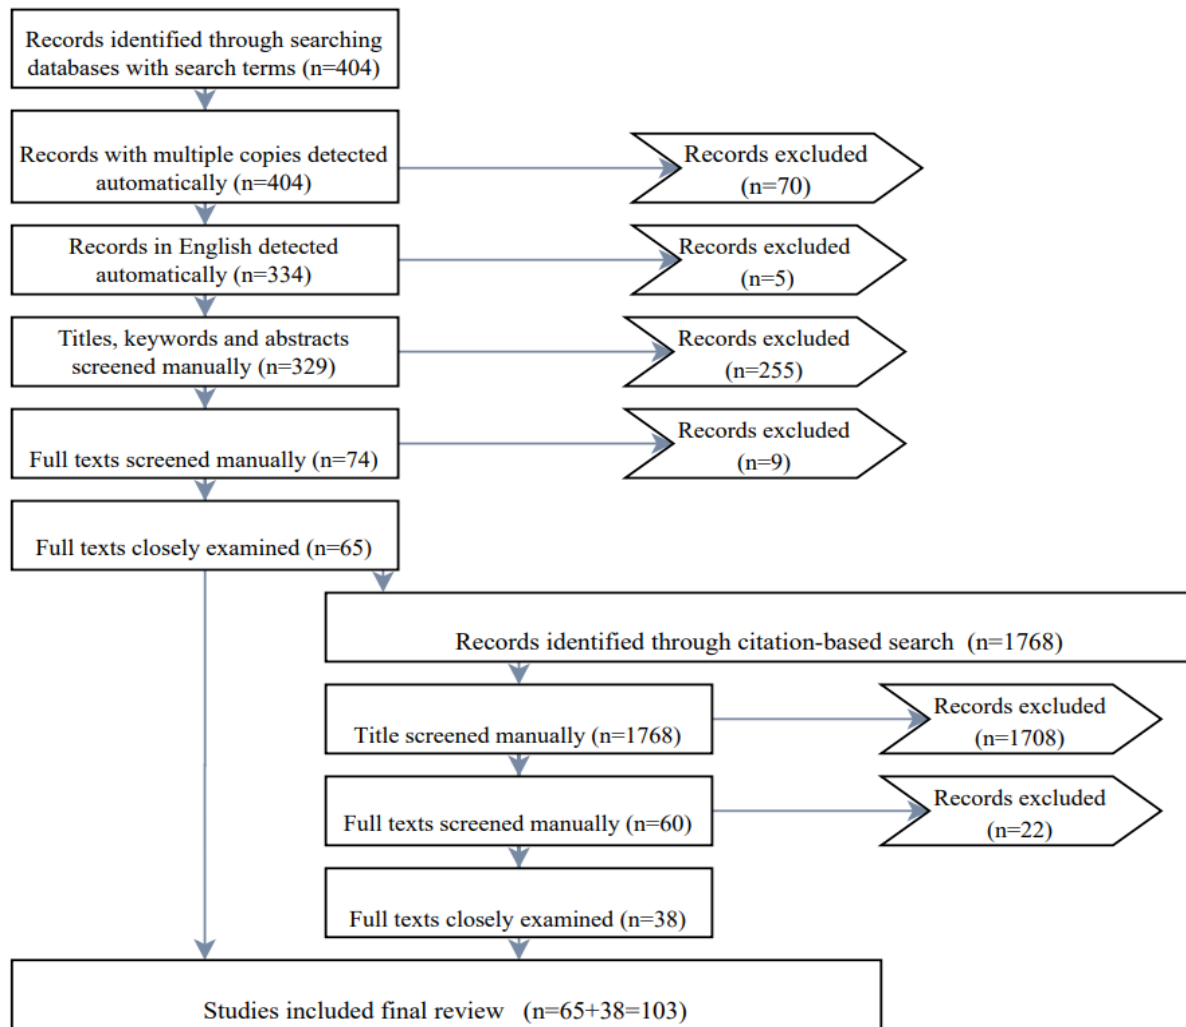 Records identified through searching
databases with search terms (n=404)
Records with multiple copies detected
automatically (n=404)
Records excluded
(n=70)
Records in English detected
automatically (n=334)
Records excluded
(n=5)
Titles, keywords and abstracts
screened manually (n=329)
Records excluded
(n=255)
Full texts screened manually (n=74)
Records excluded
(n=9)
Full texts closely examined (n=65)
Records identified through citation-based search (n=1768)
Title screened manually (n=1768)
Records excluded
(n=1708)
Full texts screened manually (n=60)
Records excluded
(n=22)
Full texts closely examined (n=38)
Studies included final review (n=65+38=103)